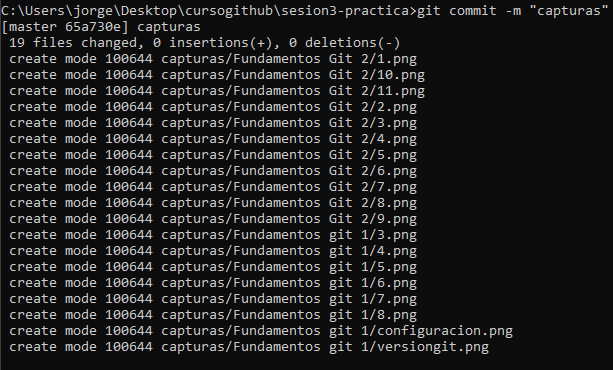 C:\Users\jorge\Desktop\cursogithub\sesion3-practica>git commit -m "capturas"
[master 65a730e] capturas
 19 files changed, 0 insertions(+), 0 deletions(-)
 create mode 100644 capturas/Fundamentos Git 2/1.png
 create mode 100644 capturas/Fundamentos Git 2/10.png
 create mode 100644 capturas/Fundamentos Git 2/11.png
 create mode 100644 capturas/Fundamentos Git 2/2.png
 create mode 100644 capturas/Fundamentos Git 2/3.png
 create mode 100644 capturas/Fundamentos Git 2/4.png
 create mode 100644 capturas/Fundamentos Git 2/5.png
 create mode 100644 capturas/Fundamentos Git 2/6.png
 create mode 100644 capturas/Fundamentos Git 2/7.png
 create mode 100644 capturas/Fundamentos Git 2/8.png
 create mode 100644 capturas/Fundamentos Git 2/9.png
 create mode 100644 capturas/Fundamentos git 1/3.png
 create mode 100644 capturas/Fundamentos git 1/4.png
 create mode 100644 capturas/Fundamentos git 1/5.png
 create mode 100644 capturas/Fundamentos git 1/6.png
 create mode 100644 capturas/Fundamentos git 1/7.png
 create mode 100644 capturas/Fundamentos git 1/8.png
 create mode 100644 capturas/Fundamentos git 1/configuracion.png
 create mode 100644 capturas/Fundamentos git 1/versiongit.png